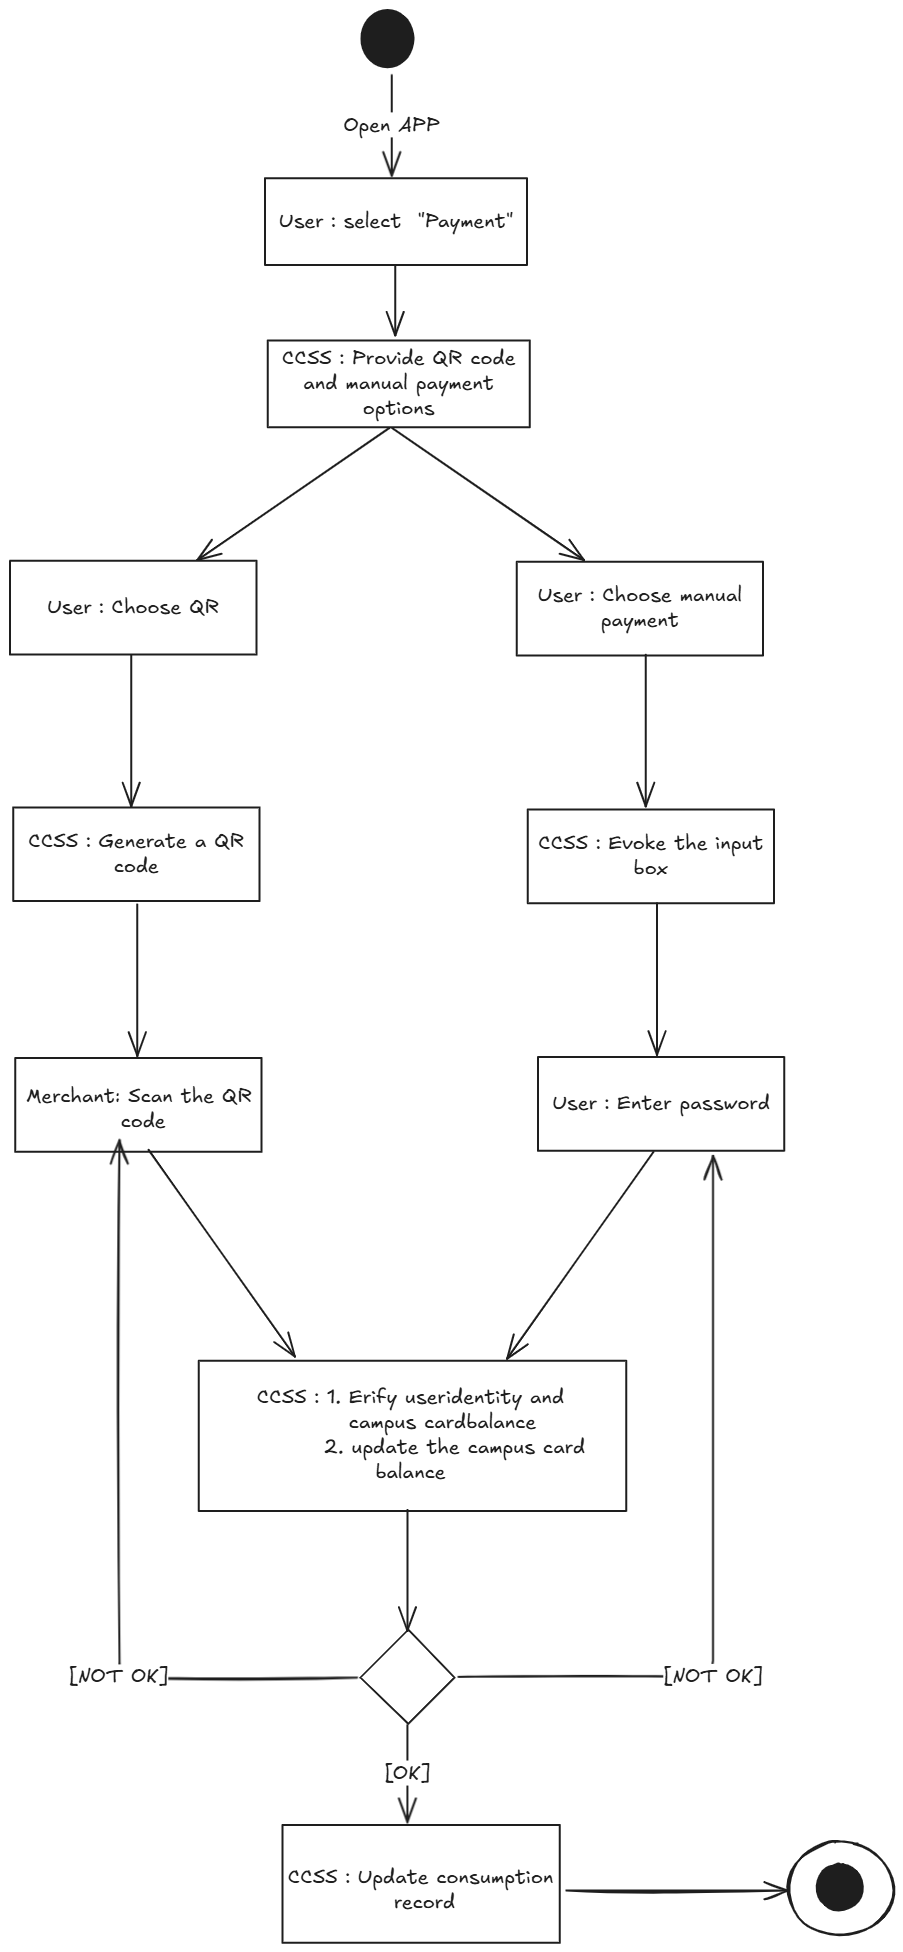 Open APP
User : select "Payment"
CCSS : Provide QR code
and manual payment
options
User : Choose QR
User : Choose manual
payment
CCSS : Generate a QR
code
CCSS : Evoke the input
box
Merchant: Scan the QR
code
User : Enter password
CCSS : 1. Erify useridentity and
campus cardbalance
2. update the campus card
balance
[NOT OK]
[NOT OK]
[OK]
CCSS : Update consumption
record